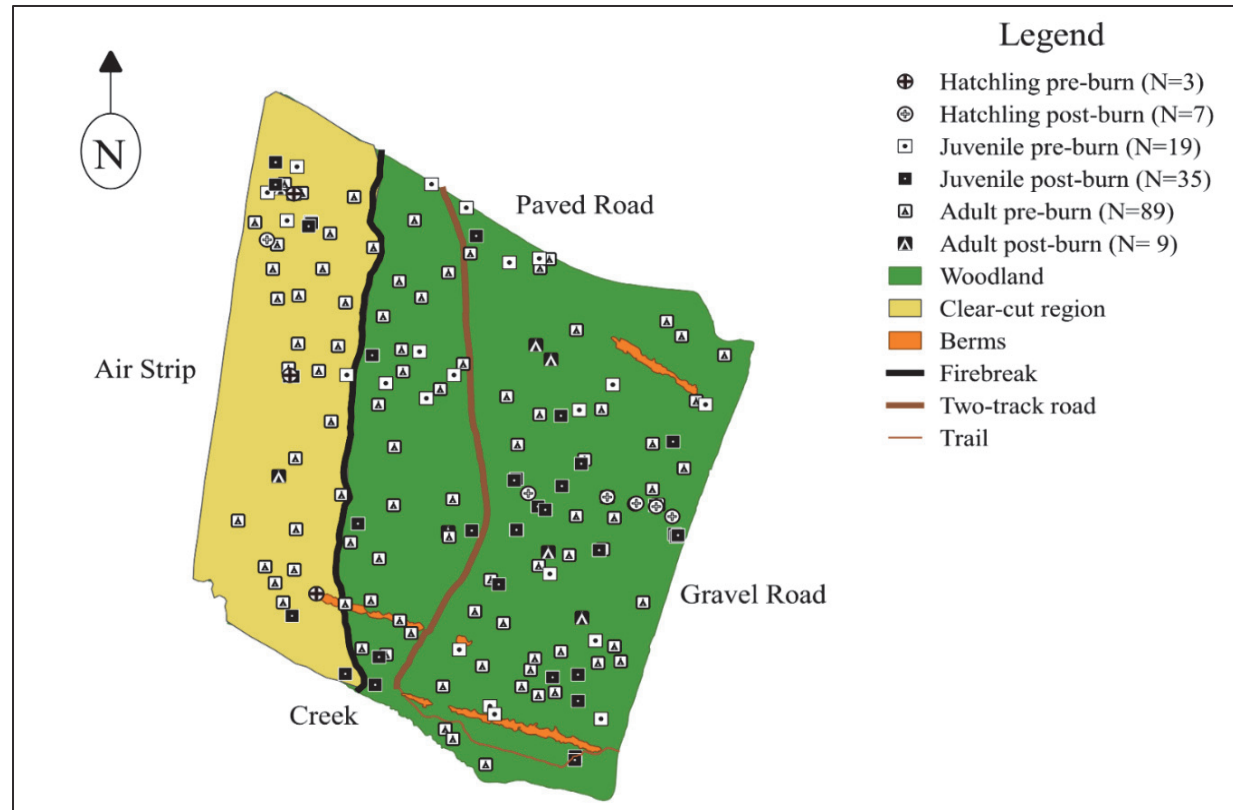 Legend
Hatchling pre-burn (N=3)
Hatchling post-burn (N=7)
Juvenile pre-burn (N=19)
Juvenile post-burn (N=35)
Adult pre-burn (N=89)
Adult post-burn (N= 9)
Woodland
Clear-cut region
Berms
Firebreak
Two-track road
Trail
N
Paved Road
Air Strip
Gravel Road
Creek